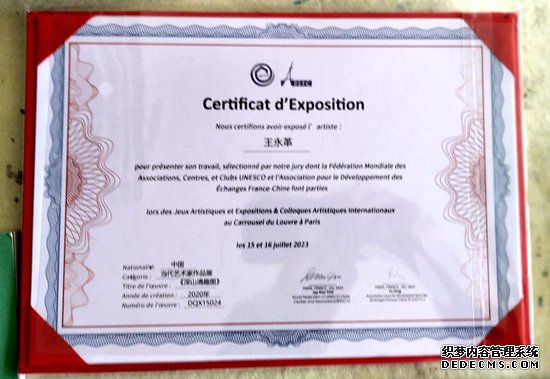 ADEFC
Certificat d'Exposition
Nous certifions avoir exposé l'artiste :
王永革
pour présenter son travail, sélectionné par notre jury dont la Fédération Mondiale des
Associations, Centres, et Clubs UNESCO et l'Association pour le Développement des
Échanges France-Chine font parties
lors des Jeux Artistiques et Expositions & Colloques Artistiques Internationaux
au Carrousel du Louvre à Paris
les 15 et 16 juillet 2023
Nationalité : 中国
Catégorie : 当代艺术家作品展
Titre de l'œuvre : 《深山清趣图》
Année de création : 2020年
Numéro de l'œuvre : DQX15024
织梦内容管理系统
DEDECMS.COM